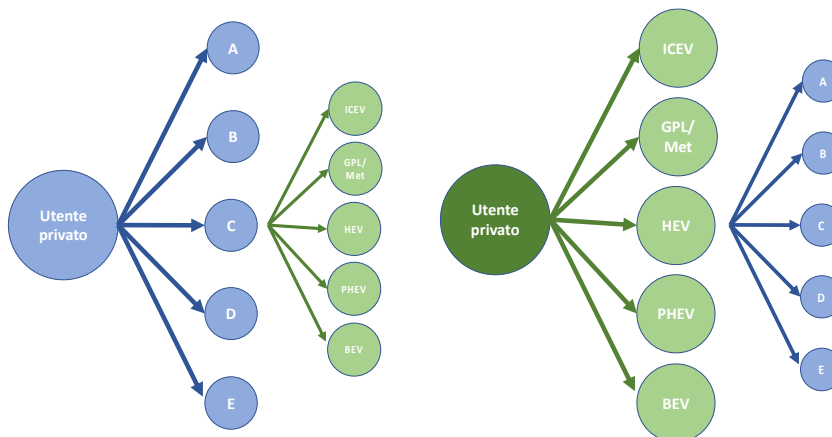 Utente
privato
A
B
C
D
E
ICEV
GPL/
Met
HEV
PHEV
BEV
Utente
privato
ICEV
GPL/
Met
HEV
PHEV
BEV
A
B
C
D
E